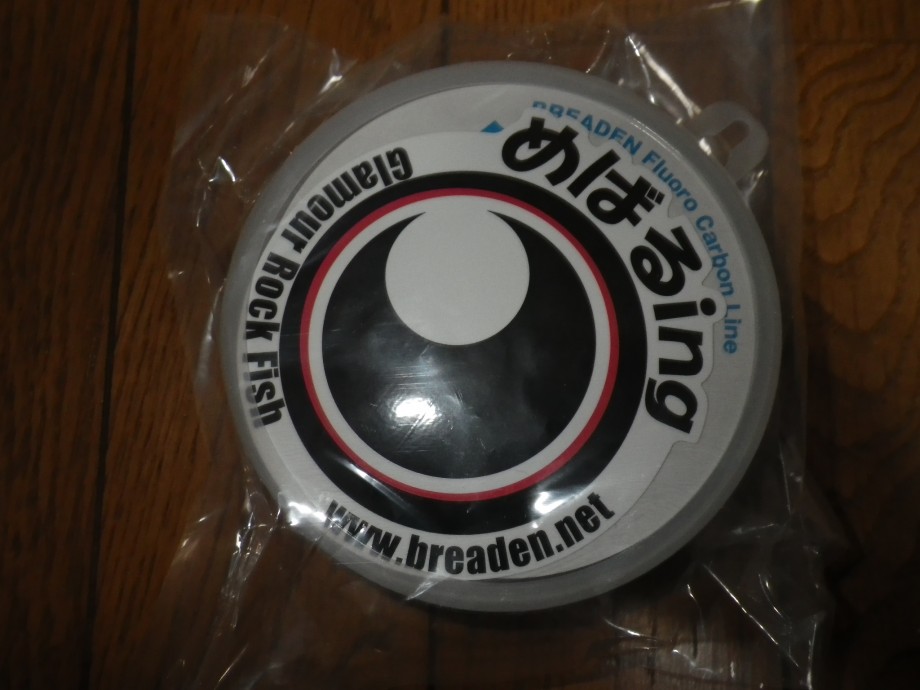 BREADEN Fluoro Carbon Line
めばるing
Glamour Rock Fish
www.breaden.net